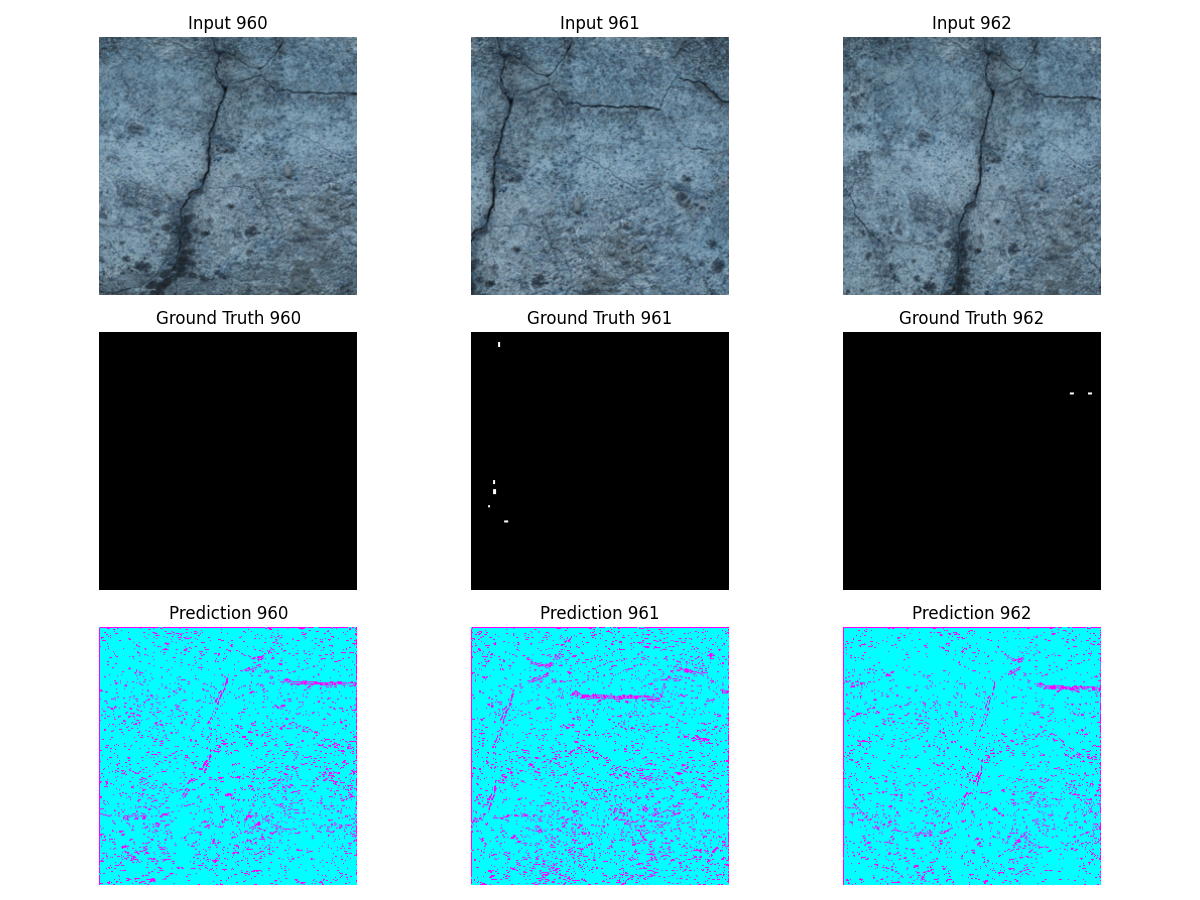 Input 960
Input 961
Input 962
Ground Truth 960
Ground Truth 961
Ground Truth 962
Prediction 960
Prediction 961
Prediction 962